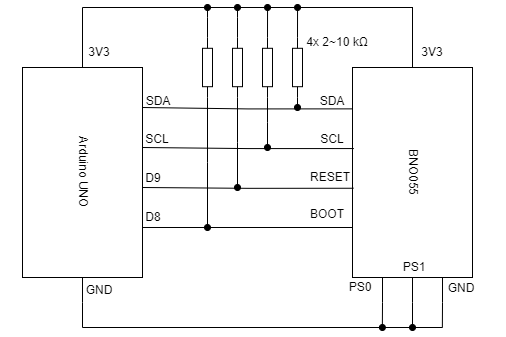 4x 2~10 kΩ
3V3
3V3
SDA
SDA
SCL
SCL
Arduino UNO
BNO055
D9
RESET
D8
BOOT
PS1
GND
PS0
GND